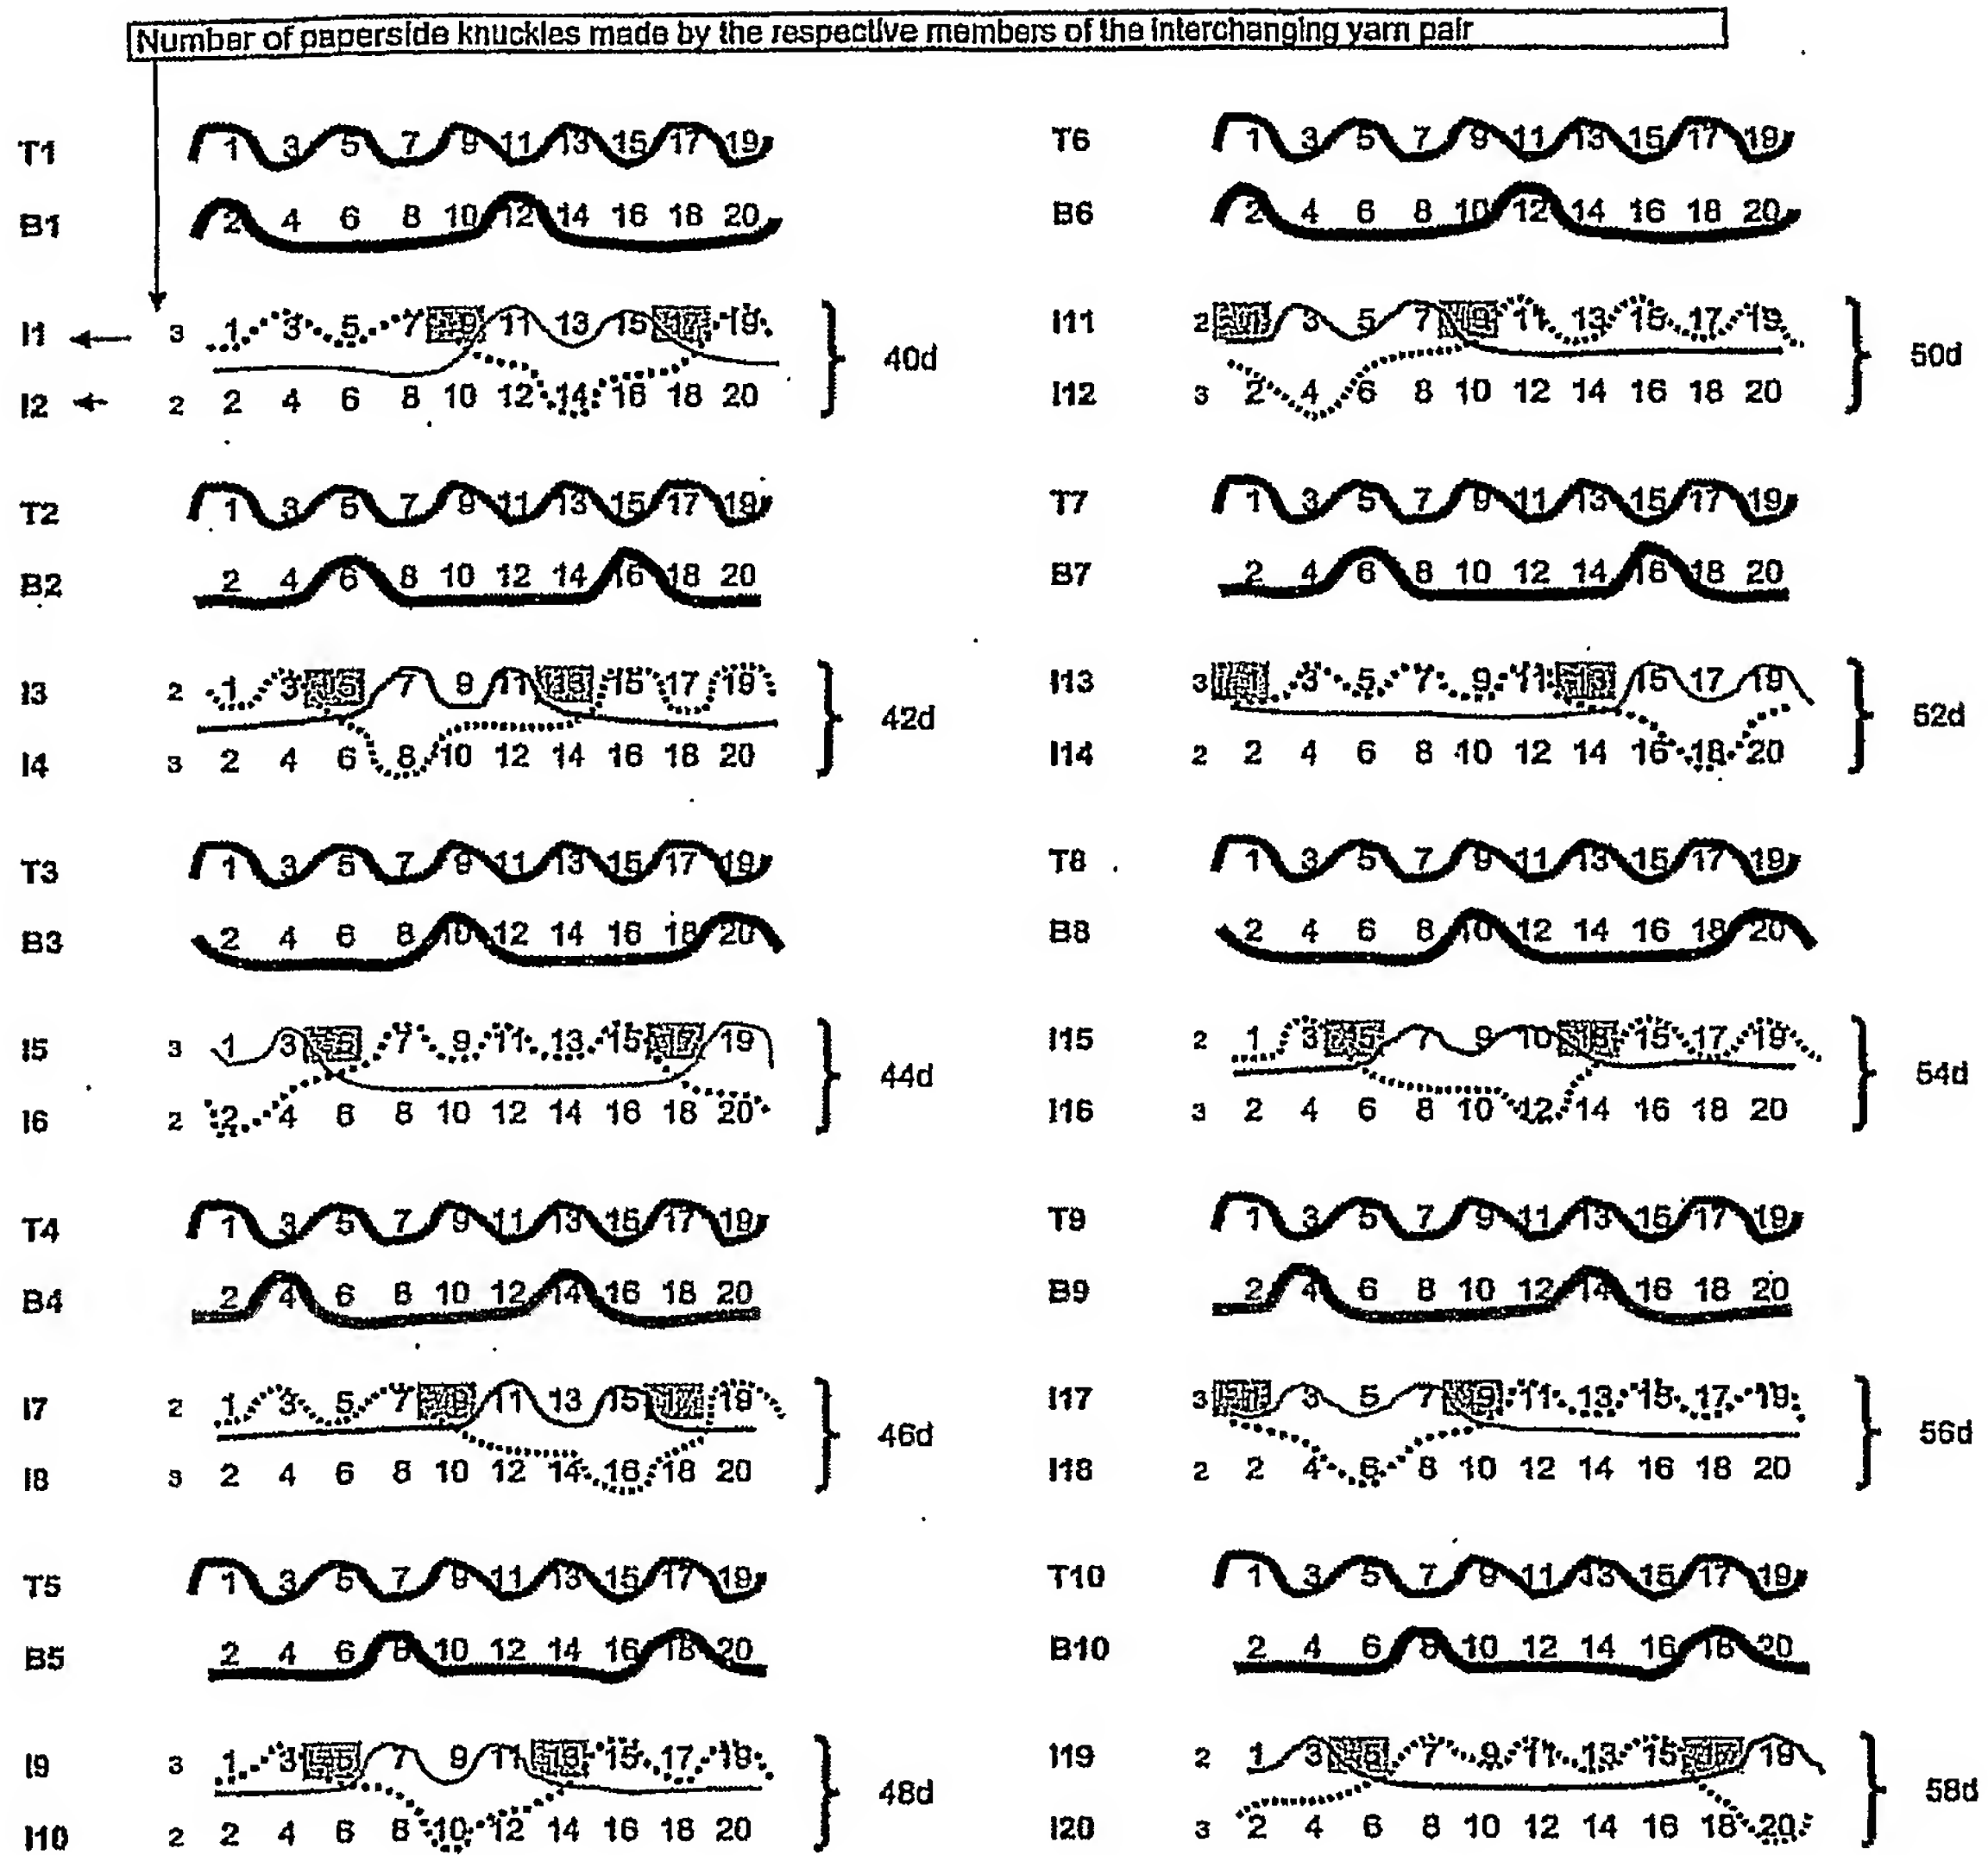 Number of paperside knuckles made by the respective members of the interchanging yarn pair
T1 1 3 5 7 9 11 13 15 17 19
B1 2 4 6 8 10 12 14 16 18 20
I1 3 1 3 5 7 9 11 13 15 17 19
40d
I2 2 2 4 6 8 10 12 14 16 18 20
T2 1 3 5 7 9 11 13 15 17 19
B2 2 4 6 8 10 12 14 16 18 20
I3 2 1 3 5 7 9 11 13 15 17 19
42d
I4 3 2 4 6 8 10 12 14 16 18 20
T3 1 3 5 7 9 11 13 15 17 19
B3 2 4 6 8 10 12 14 16 18 20
I5 3 1 3 5 7 9 11 13 15 17 19
44d
I6 2 2 4 6 8 10 12 14 16 18 20
T4 1 3 5 7 9 11 13 15 17 19
B4 2 4 6 8 10 12 14 16 18 20
I7 2 1 3 5 7 9 11 13 15 17 19
46d
I8 3 2 4 6 8 10 12 14 16 18 20
T5 1 3 5 7 9 11 13 15 17 19
B5 2 4 6 8 10 12 14 16 18 20
I9 3 1 3 5 7 9 11 13 15 17 19
48d
I10 2 2 4 6 8 10 12 14 16 18 20
T6 1 3 5 7 9 11 13 15 17 19
B6 2 4 6 8 10 12 14 16 18 20
I11 2 1 3 5 7 9 11 13 15 17 19
50d
I12 3 2 4 6 8 10 12 14 16 18 20
T7 1 3 5 7 9 11 13 15 17 19
B7 2 4 6 8 10 12 14 16 18 20
I13 3 1 3 5 7 9 11 13 15 17 19
52d
I14 2 2 4 6 8 10 12 14 16 18 20
T8 1 3 5 7 9 11 13 15 17 19
B8 2 4 6 8 10 12 14 16 18 20
I15 2 1 3 5 7 9 10 13 15 17 19
54d
I16 3 2 4 6 8 10 12 14 16 18 20
T9 1 3 5 7 9 11 13 15 17 19
B9 2 4 6 8 10 12 14 16 18 20
I17 3 1 3 5 7 9 11 13 15 17 19
56d
I18 2 2 4 6 8 10 12 14 16 18 20
T10 1 3 5 7 9 11 13 15 17 19
B10 2 4 6 8 10 12 14 16 18 20
I19 2 1 3 5 7 9 11 13 15 17 19
58d
I20 3 2 4 6 8 10 12 14 16 18 20